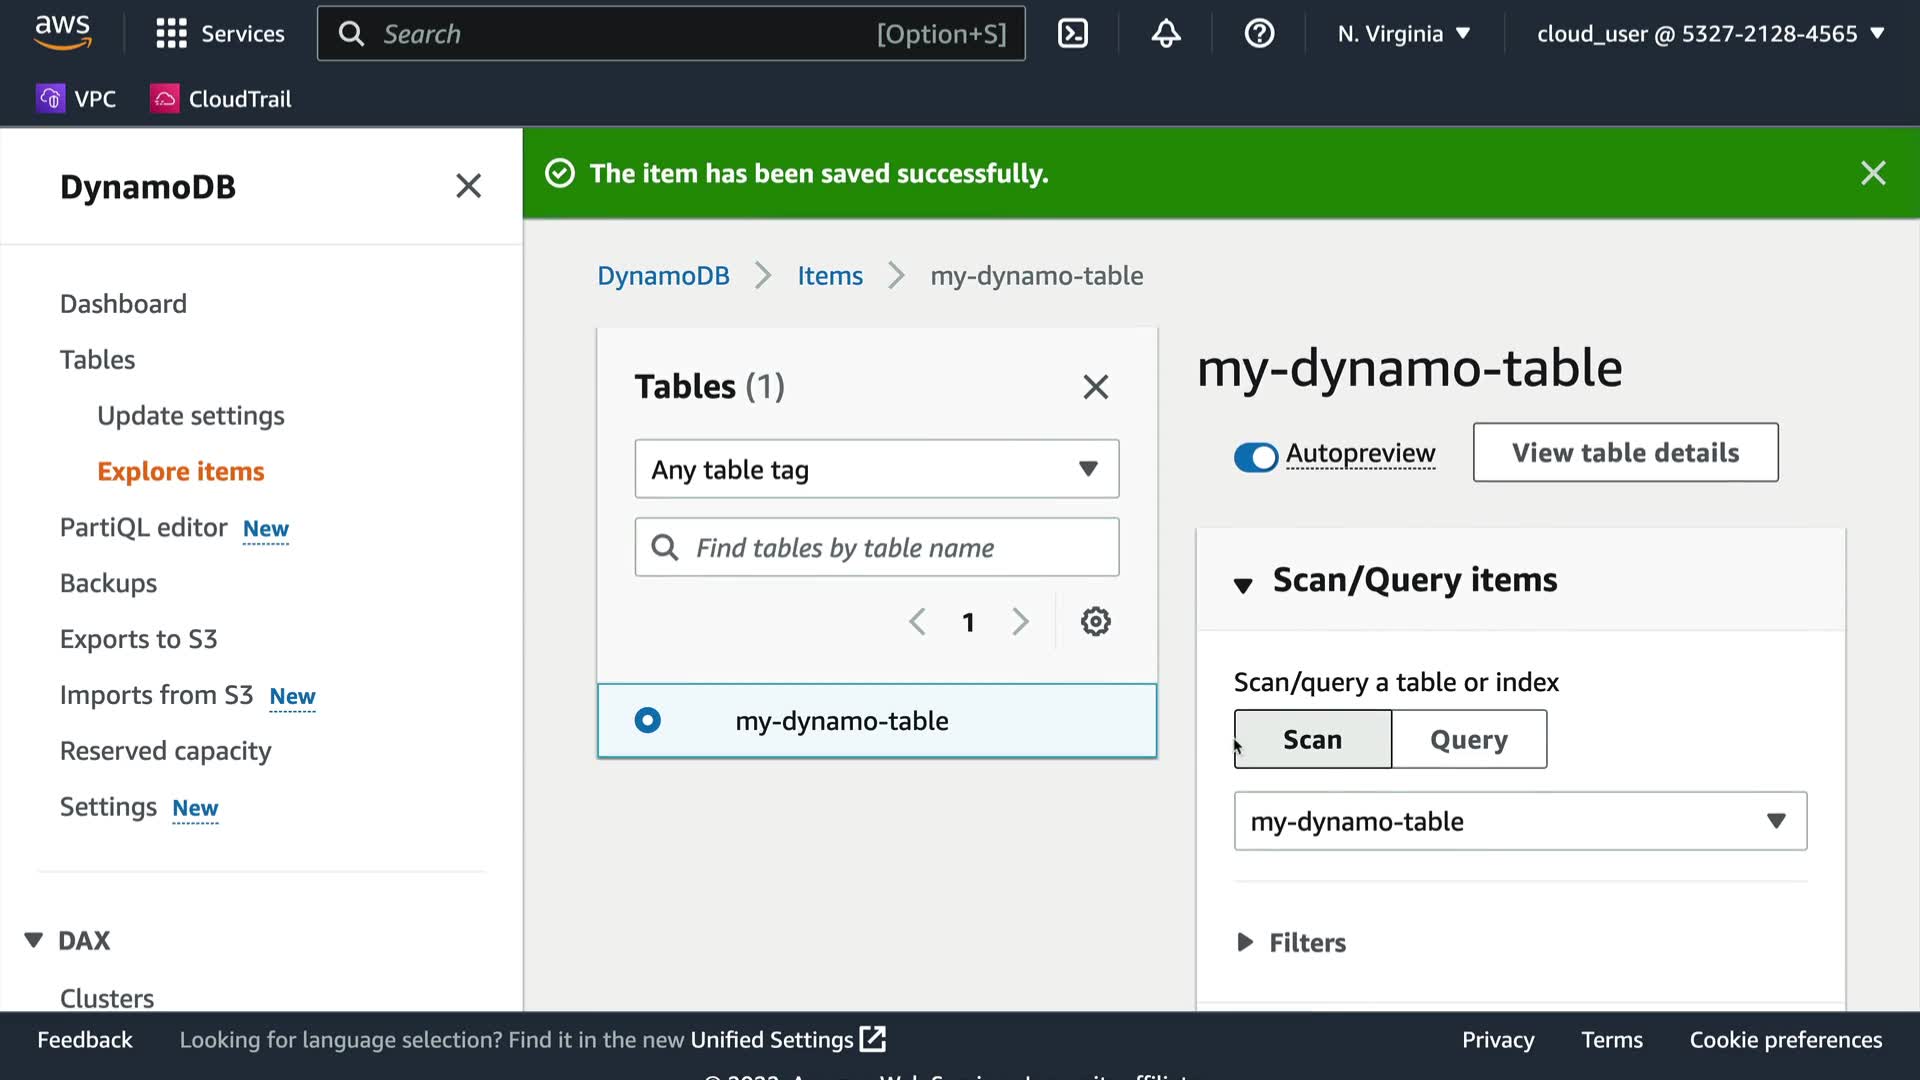 aws
Services
Search
[Option+S]
N. Virginia
cloud_user @ 5327-2128-4565
VPC
CloudTrail
DynamoDB
Dashboard
Tables
Update settings
Explore items
PartiQL editor New
Backups
Exports to S3
Imports from S3 New
Reserved capacity
Settings New
DAX
Clusters
The item has been saved successfully.
DynamoDB
Items
my-dynamo-table
Tables (1)
Any table tag
Find tables by table name
1
my-dynamo-table
my-dynamo-table
Autopreview
View table details
Scan/Query items
Scan/query a table or index
Scan
Query
my-dynamo-table
Filters
Feedback
Looking for language selection? Find it in the new Unified Settings
Privacy
Terms
Cookie preferences